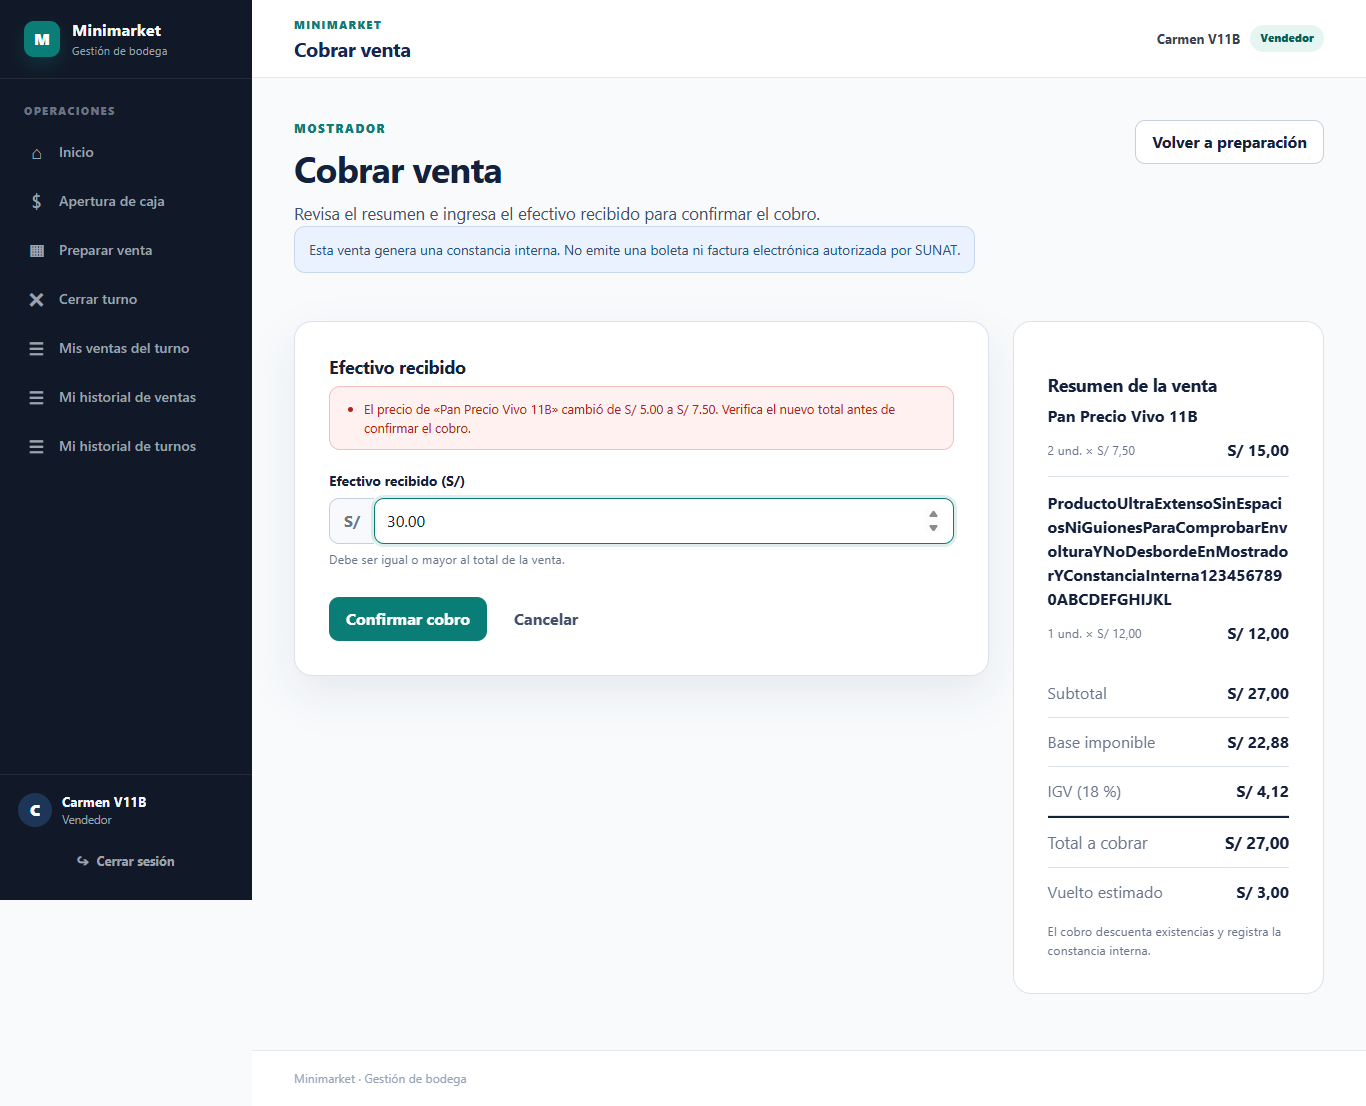 M
Minimarket
Gestión de bodega
OPERACIONES
Inicio
$ Apertura de caja
Preparar venta
Cerrar turno
Mis ventas del turno
Mi historial de ventas
Mi historial de turnos
C
Carmen V11B
Vendedor
Cerrar sesión
MINIMARKET
Cobrar venta
Carmen V11B
Vendedor
MOSTRADOR
Cobrar venta
Revisa el resumen e ingresa el efectivo recibido para confirmar el cobro.
Esta venta genera una constancia interna. No emite una boleta ni factura electrónica autorizada por SUNAT.
Volver a preparación
Efectivo recibido
• El precio de «Pan Precio Vivo 11B» cambió de S/ 5.00 a S/ 7.50. Verifica el nuevo total antes de
confirmar el cobro.
Efectivo recibido (S/)
S/ 30.00
Debe ser igual o mayor al total de la venta.
Confirmar cobro
Cancelar
Resumen de la venta
Pan Precio Vivo 11B
2 und. × S/ 7,50 S/ 15,00
ProductoUltraExtensoSinEspaci
osNiGuionesParaComprobarEnv
olturaYNoDesbordeEnMostrado
rYConstanciaInterna123456789
0ABCDEFGHIJKL
1 und. × S/ 12,00 S/ 12,00
Subtotal S/ 27,00
Base imponible S/ 22,88
IGV (18 %) S/ 4,12
Total a cobrar S/ 27,00
Vuelto estimado S/ 3,00
El cobro descuenta existencias y registra la
constancia interna.
Minimarket · Gestión de bodega